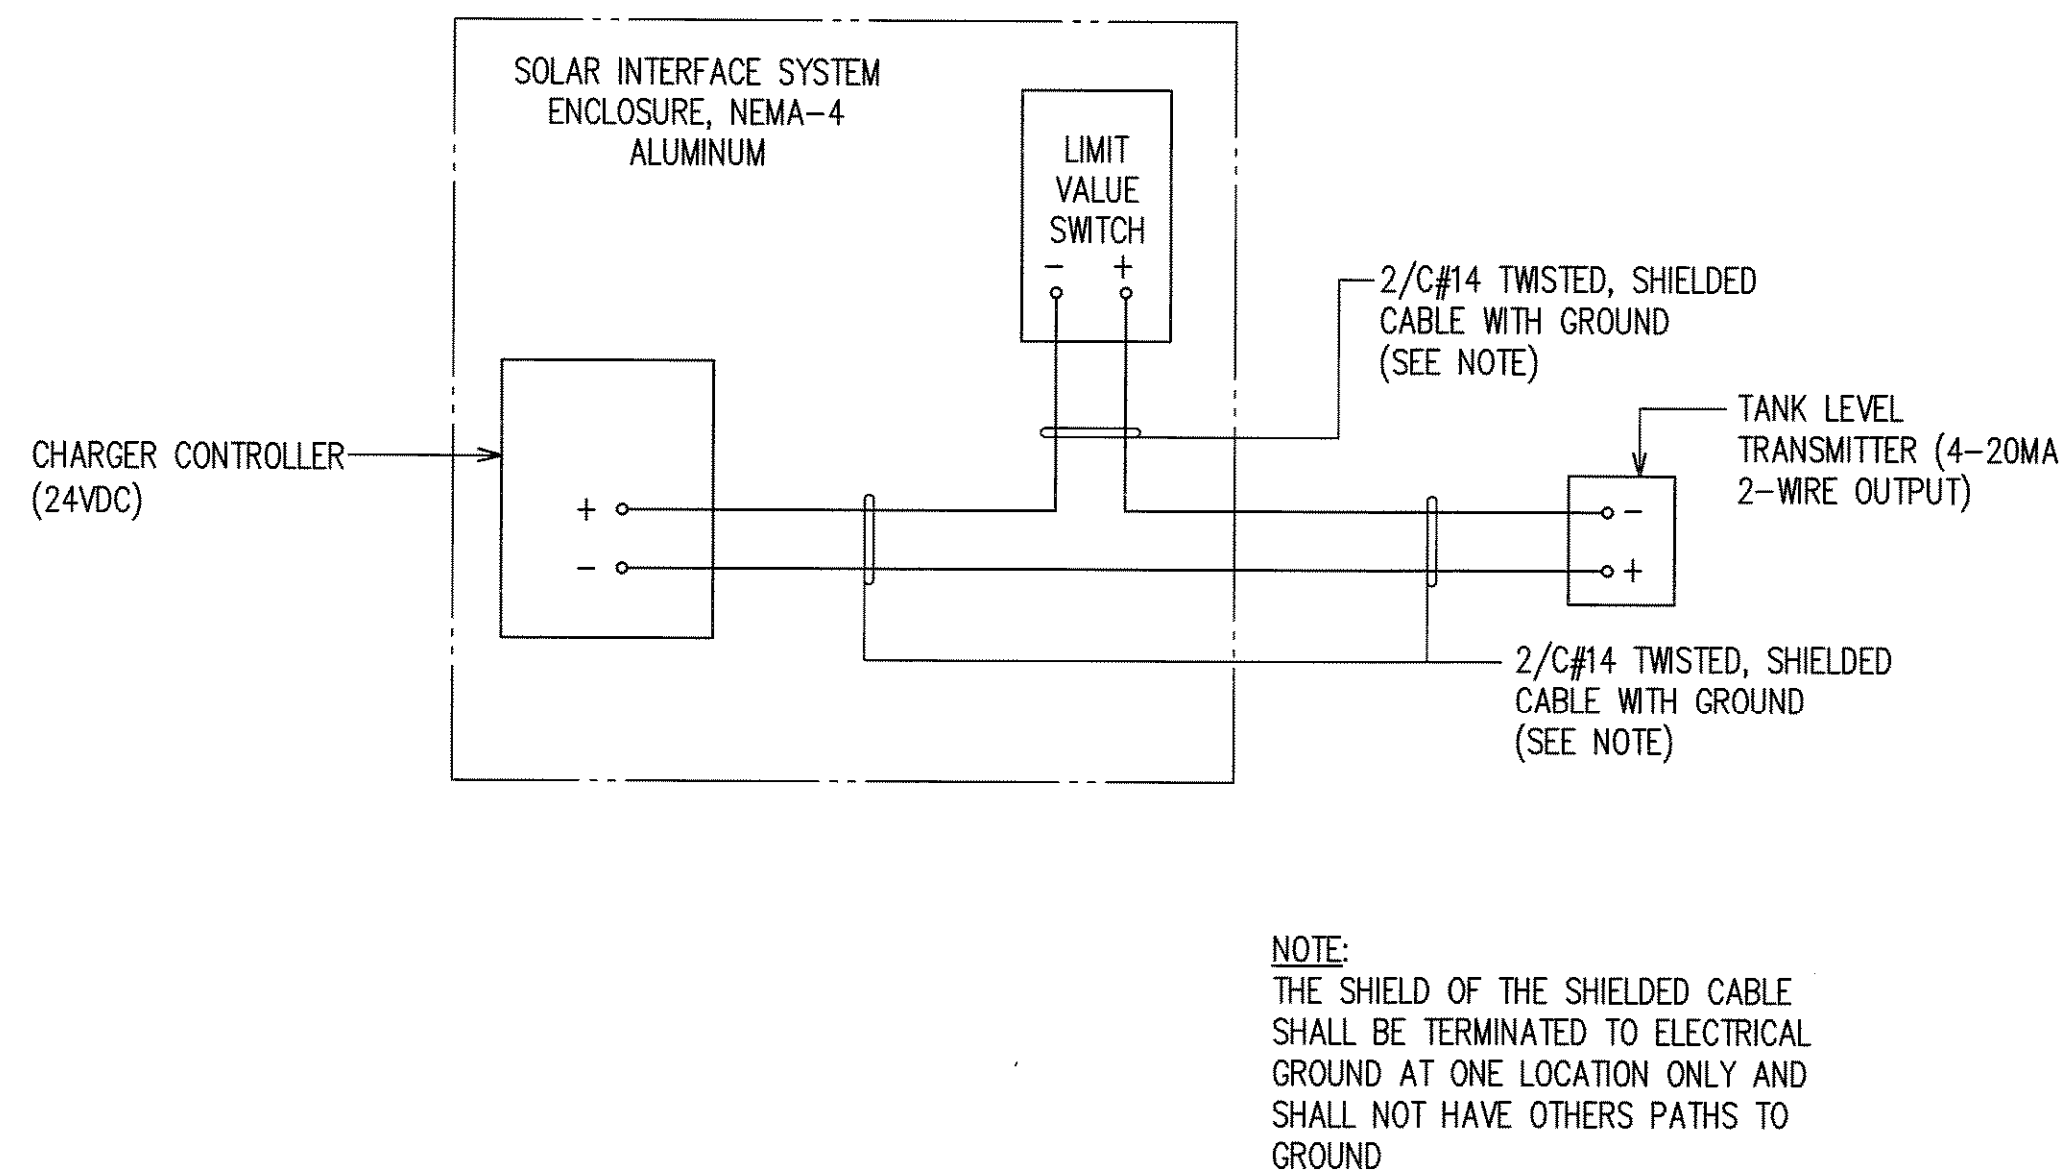 SOLAR INTERFACE SYSTEM
ENCLOSURE, NEMA-4
ALUMINUM
LIMIT
VALUE
SWITCH
- +
2/C#14 TWISTED, SHIELDED
CABLE WITH GROUND
(SEE NOTE)
TANK LEVEL
TRANSMITTER (4-20MA
2-WIRE OUTPUT)
CHARGER CONTROLLER
(24VDC)
+
-
-
+
2/C#14 TWISTED, SHIELDED
CABLE WITH GROUND
(SEE NOTE)
NOTE:
THE SHIELD OF THE SHIELDED CABLE
SHALL BE TERMINATED TO ELECTRICAL
GROUND AT ONE LOCATION ONLY AND
SHALL NOT HAVE OTHERS PATHS TO
GROUND